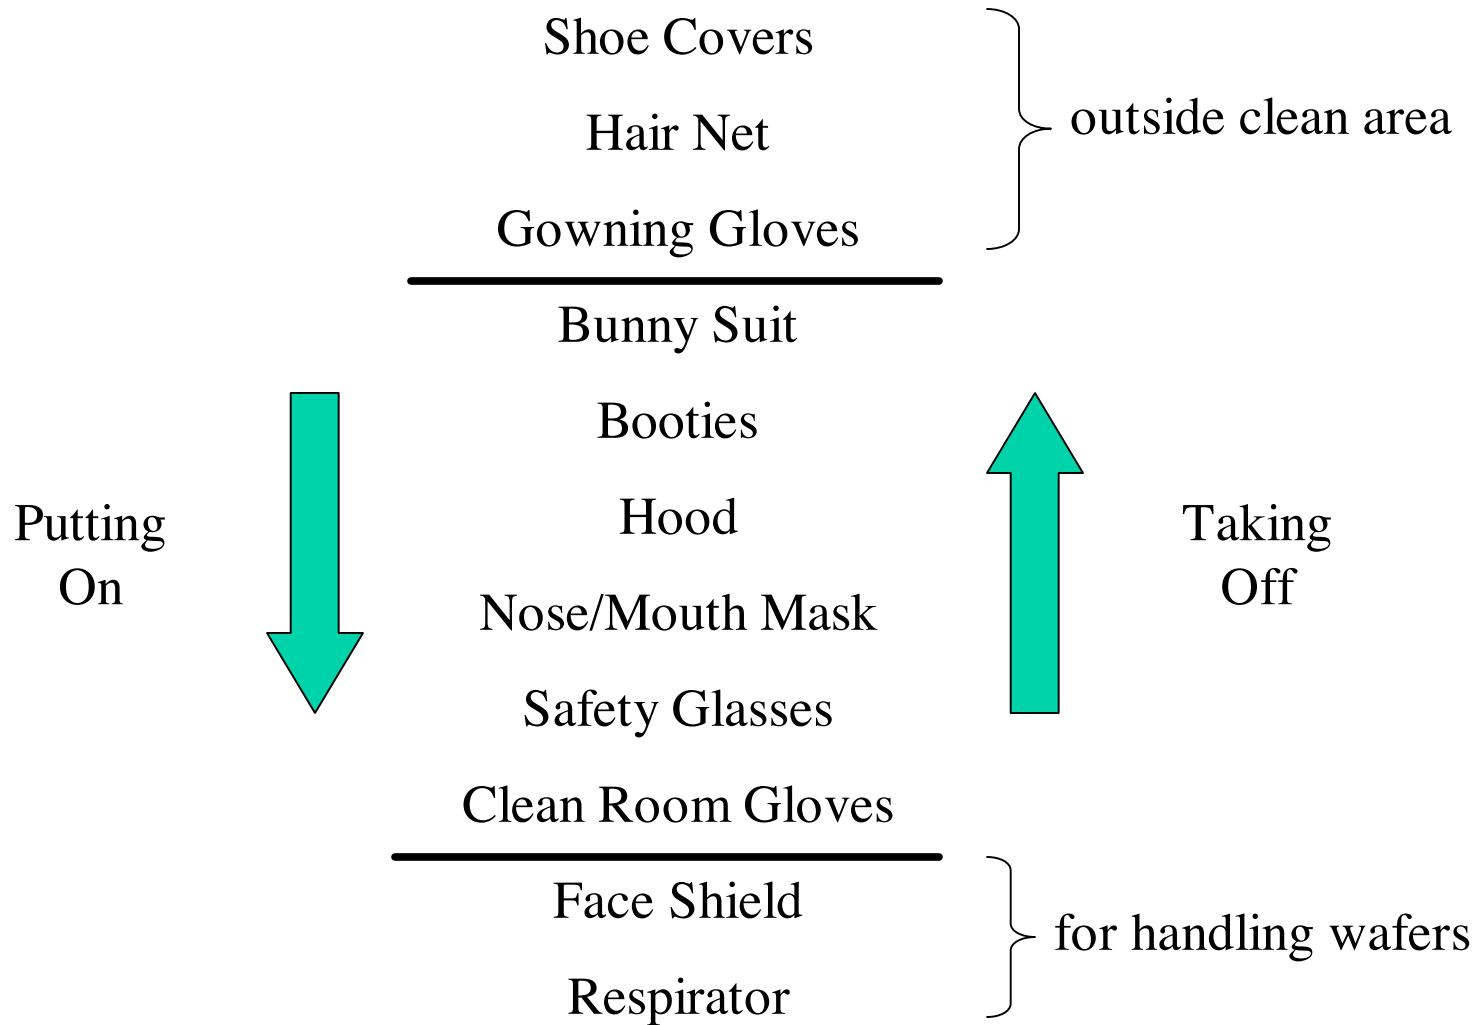 Shoe Covers
Hair Net
outside clean area
Gowning Gloves
Bunny Suit
Booties
Hood
Putting
On
Taking
Off
Nose/Mouth Mask
Safety Glasses
Clean Room Gloves
Face Shield
for handling wafers
Respirator